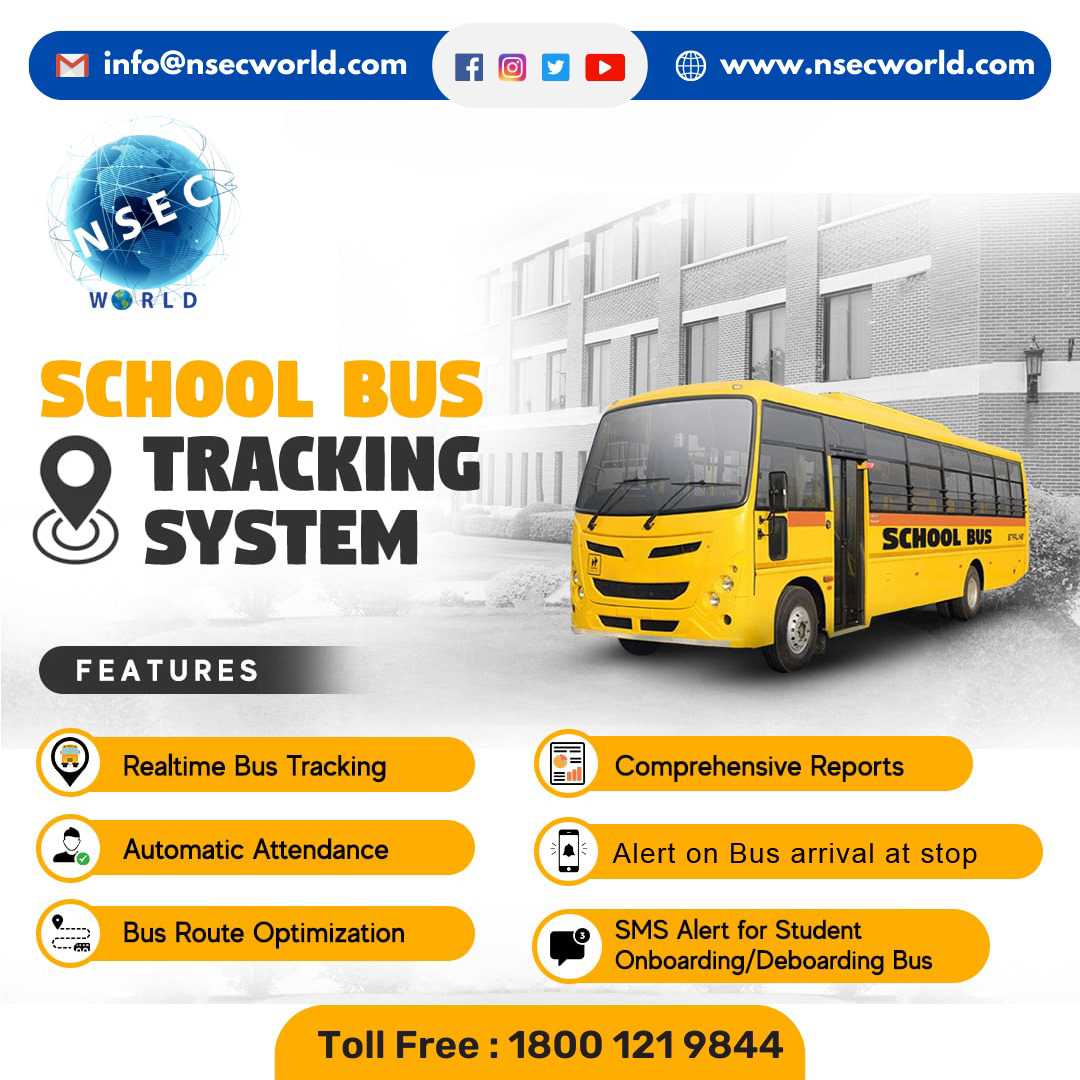 info@nsecworld.com
www.nsecworld.com
NSEC
WORLD
SCHOOL BUS
TRACKING
SYSTEM
SCHOOL BUS
FEATURES
Realtime Bus Tracking
Comprehensive Reports
Automatic Attendance
Alert on Bus arrival at stop
Bus Route Optimization
3
SMS Alert for Student
Onboarding/Deboarding Bus
Toll Free : 1800 121 9844